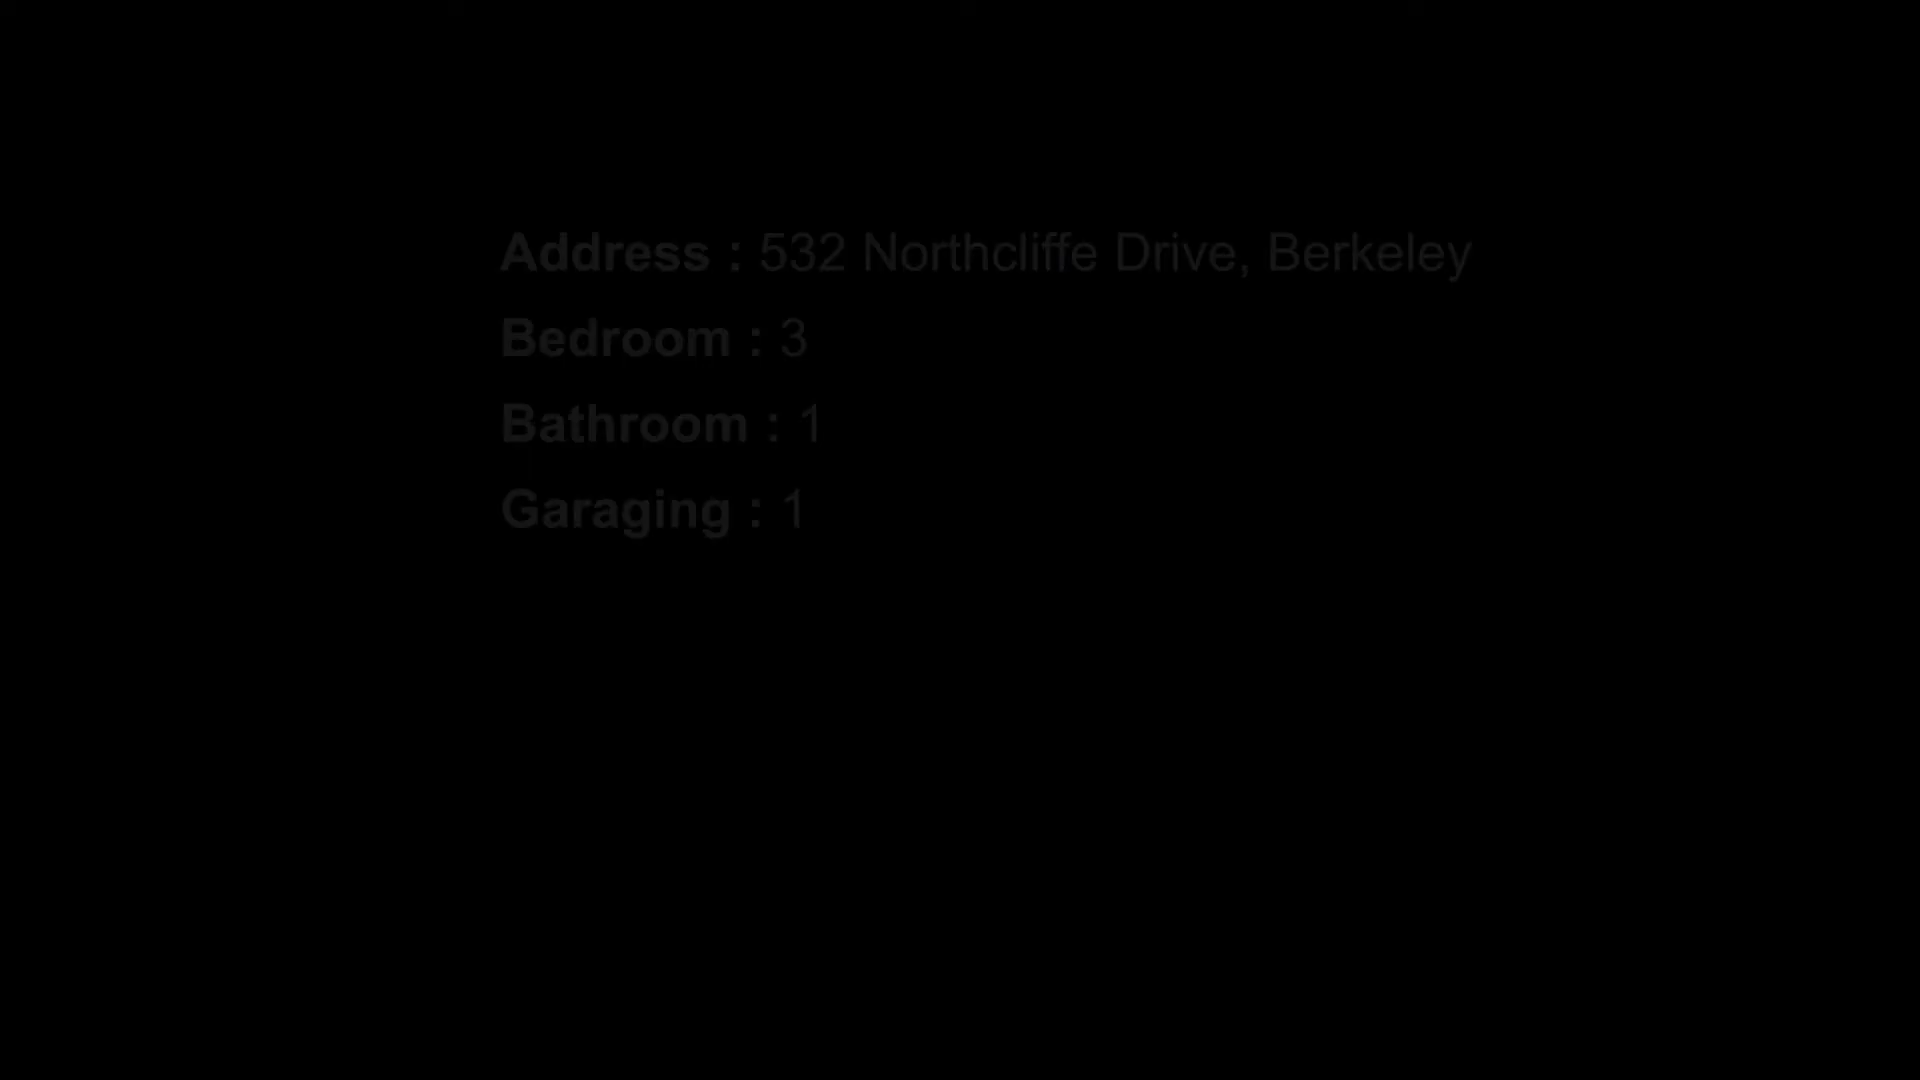 Address : 532 Northcliffe Drive, Berkeley
Bedroom : 3
Bathroom : 1
Garaging : 1